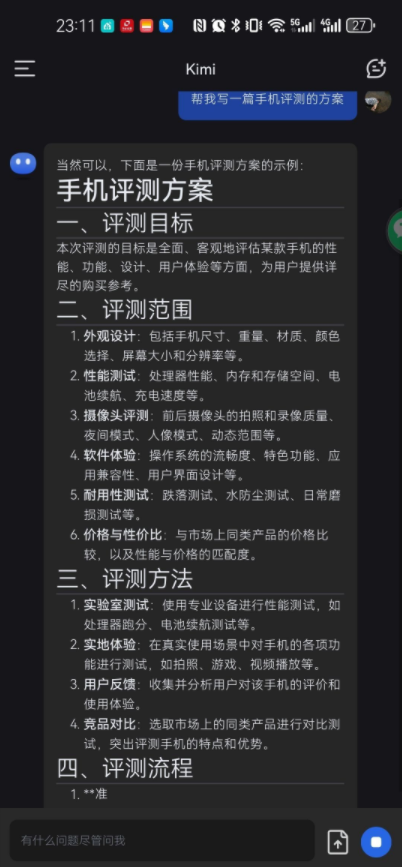 23:11 5G 4G 27
Kimi
帮我写一篇手机评测的方案
当然可以，下面是一份手机评测方案的示例：
手机评测方案
一、评测目标
本次评测的目标是全面、客观地评估某款手机的性
能、功能、设计、用户体验等方面，为用户提供详
尽的购买参考。
二、评测范围
1. 外观设计：包括手机尺寸、重量、材质、颜色
选择、屏幕大小和分辨率等。
2. 性能测试：处理器性能、内存和存储空间、电
池续航、充电速度等。
3. 摄像头评测：前后摄像头的拍照和录像质量、
夜间模式、人像模式、动态范围等。
4. 软件体验：操作系统的流畅度、特色功能、应
用兼容性、用户界面设计等。
5. 耐用性测试：跌落测试、水防尘测试、日常磨
损测试等。
6. 价格与性价比：与市场上同类产品的价格比
较，以及性能与价格的匹配度。
三、评测方法
1. 实验室测试：使用专业设备进行性能测试，如
处理器跑分、电池续航测试等。
2. 实地体验：在真实使用场景中对手机的各项功
能进行测试，如拍照、游戏、视频播放等。
3. 用户反馈：收集并分析用户对该手机的评价和
使用体验。
4. 竞品对比：选取市场上的同类产品进行对比测
试，突出评测手机的特点和优势。
四、评测流程
1. **准
有什么问题尽管问我